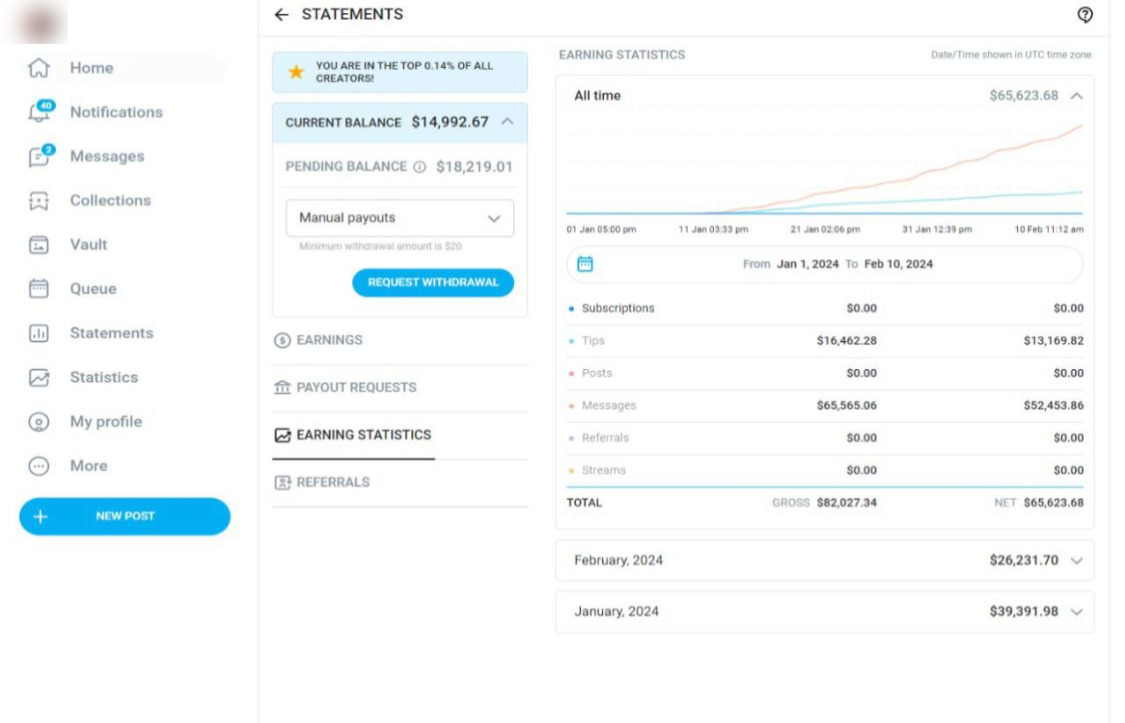 STATEMENTS
Home
40
Notifications
2
Messages
Collections
Vault
Queue
Statements
Statistics
My profile
More
NEW POST
YOU ARE IN THE TOP 0.14% OF ALL
CREATORS!
CURRENT BALANCE $14,992.67
PENDING BALANCE $18,219.01
Manual payouts
Minimum withdrawal amount is $20
REQUEST WITHDRAWAL
EARNINGS
PAYOUT REQUESTS
EARNING STATISTICS
REFERRALS
EARNING STATISTICS Date/Time shown in UTC time zone
All time $65,623.68
01 Jan 05:00 pm 11 Jan 03:33 pm 21 Jan 02:06 pm 31 Jan 12:39 pm 10 Feb 11:12 am
From Jan 1, 2024 To Feb 10, 2024
Subscriptions $0.00 $0.00
Tips $16,462.28 $13,169.82
Posts $0.00 $0.00
Messages $65,565.06 $52,453.86
Referrals $0.00 $0.00
Streams $0.00 $0.00
TOTAL GROSS $82,027.34 NET $65,623.68
February, 2024 $26,231.70
January, 2024 $39,391.98